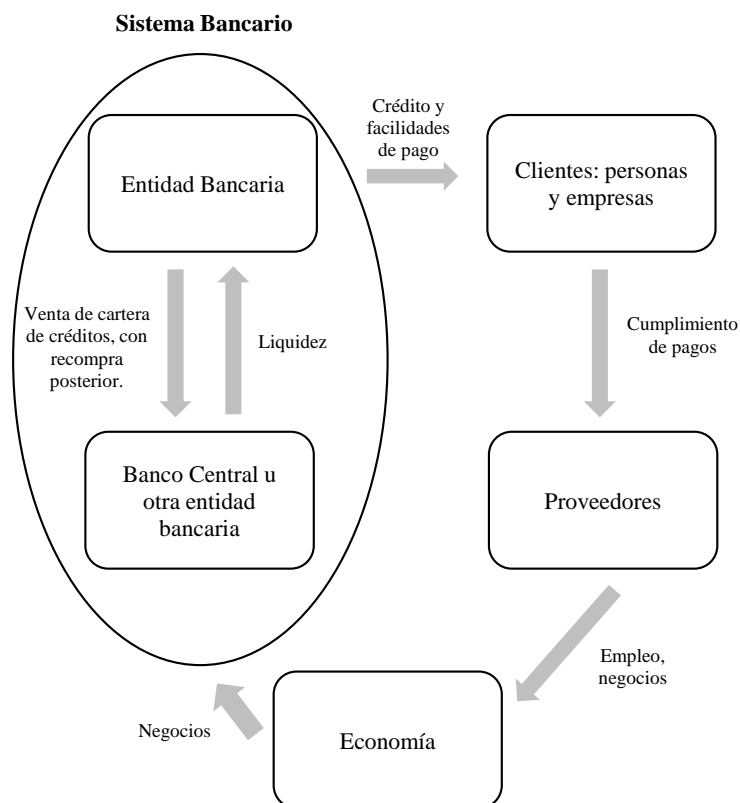 Sistema Bancario
Entidad Bancaria
Crédito y
facilidades
de pago
Clientes: personas
y empresas
Venta de cartera
de créditos, con
recompra
posterior.
Liquidez
Cumplimiento
de pagos
Banco Central u
otra entidad
bancaria
Proveedores
Empleo,
negocios
Economía
Negocios